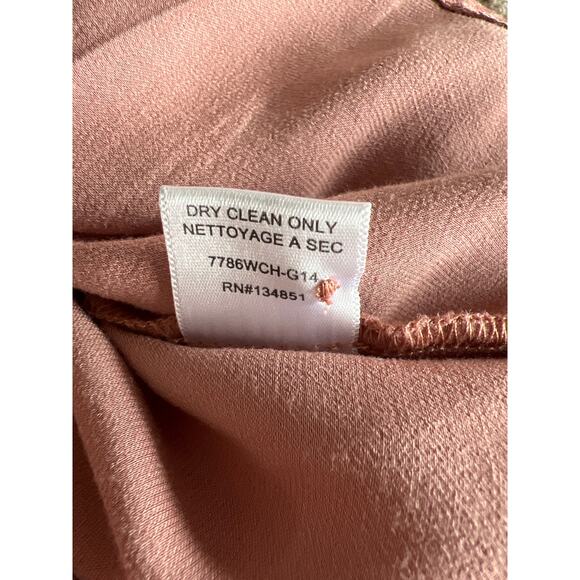 DRY CLEAN ONLY
NETTOYAGE A SEC
7786WCH-G14
RN#134851